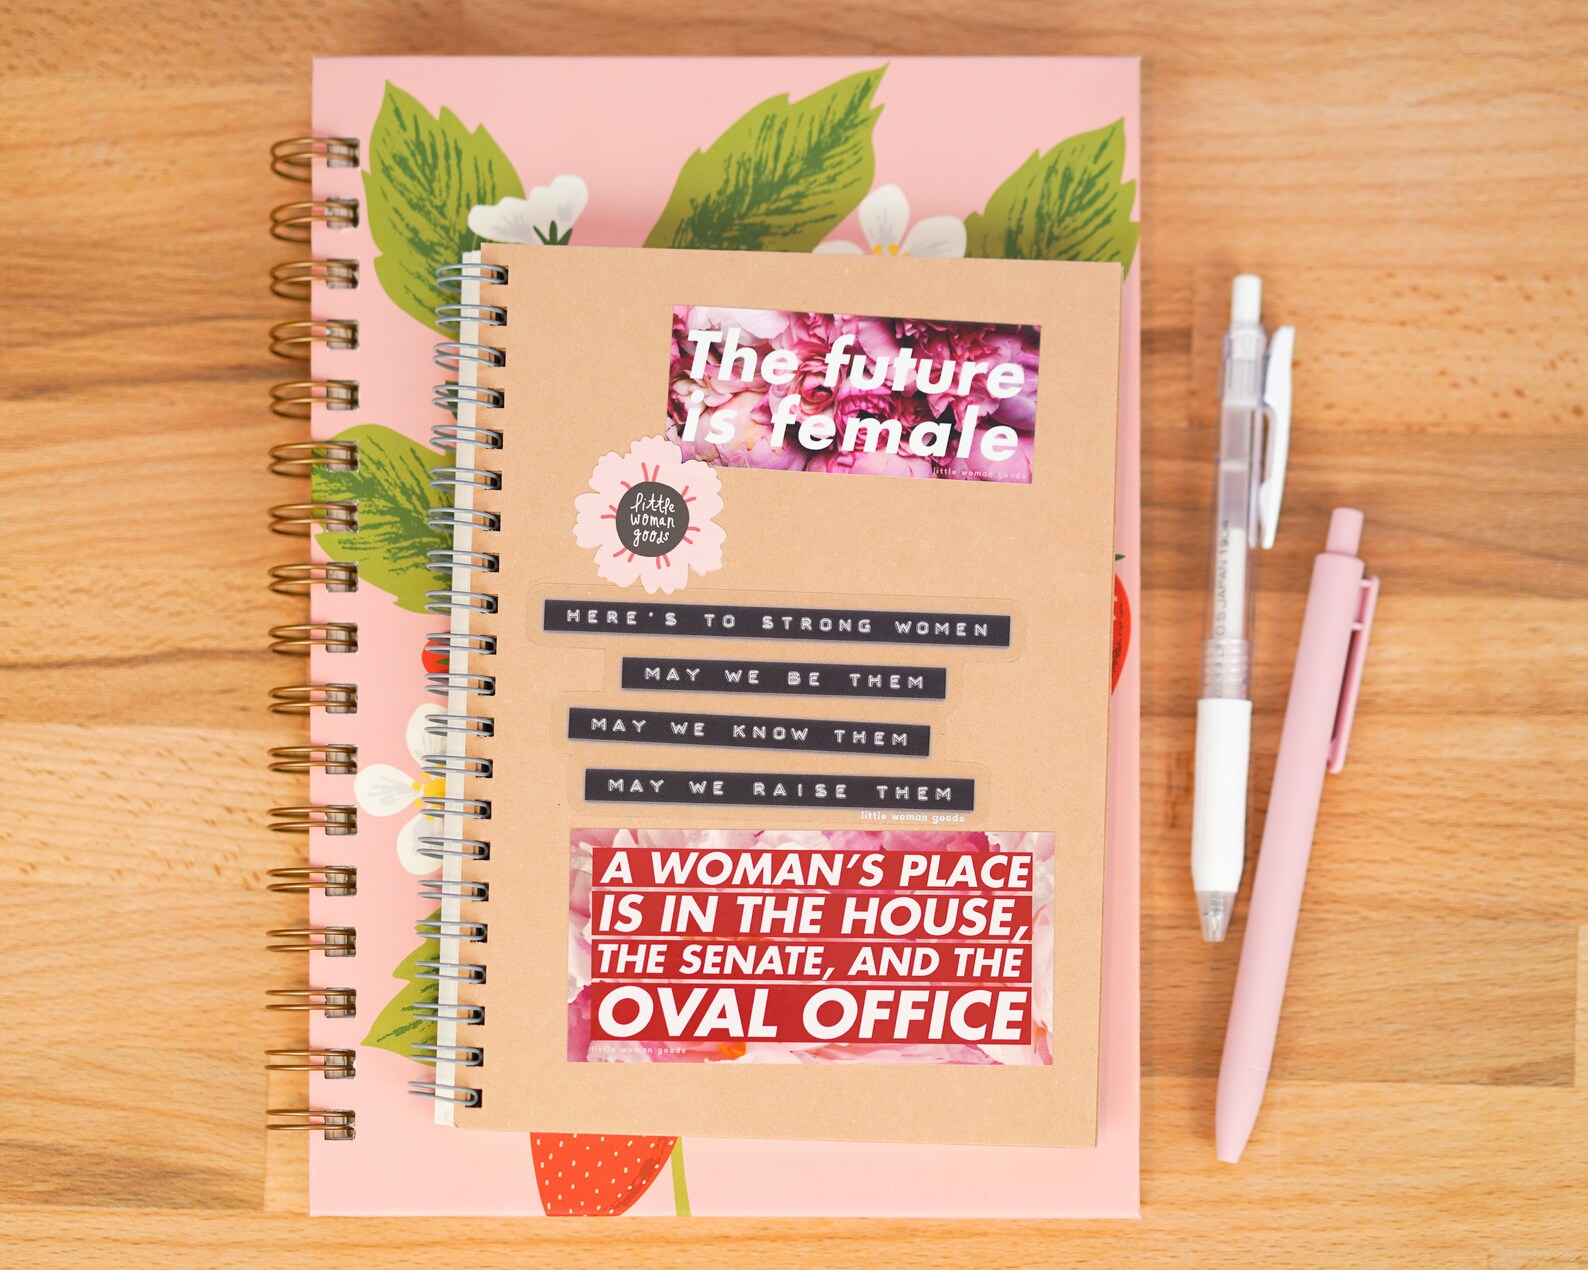 The future
is female
little woman goods
little
woman
goods
HERE'S TO STRONG WOMEN
MAY WE BE THEM
MAY WE KNOW THEM
MAY WE RAISE THEM
little woman goods
A WOMAN'S PLACE
IS IN THE HOUSE,
THE SENATE, AND THE
OVAL OFFICE
little woman goods
JAPAN